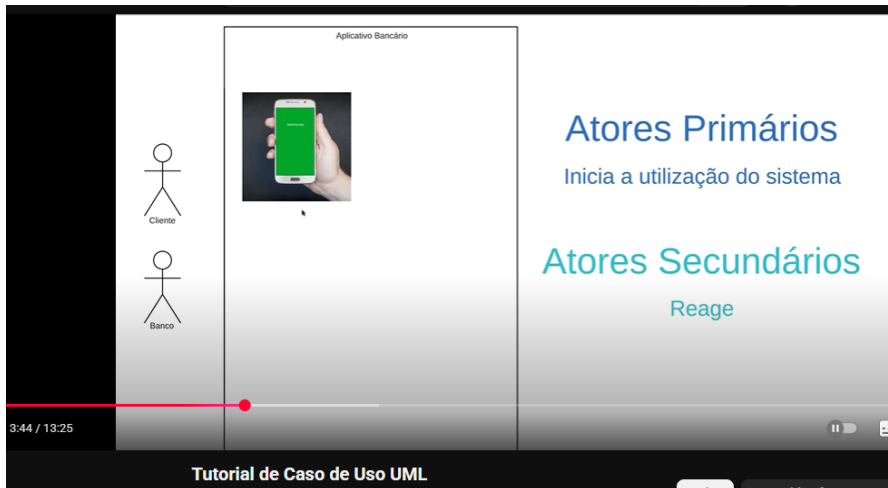 Aplicativo Bancário
Atores Primários
Inicia a utilização do sistema
Cliente
Atores Secundários
Reage
Banco
3:44 / 13:25
Tutorial de Caso de Uso UML